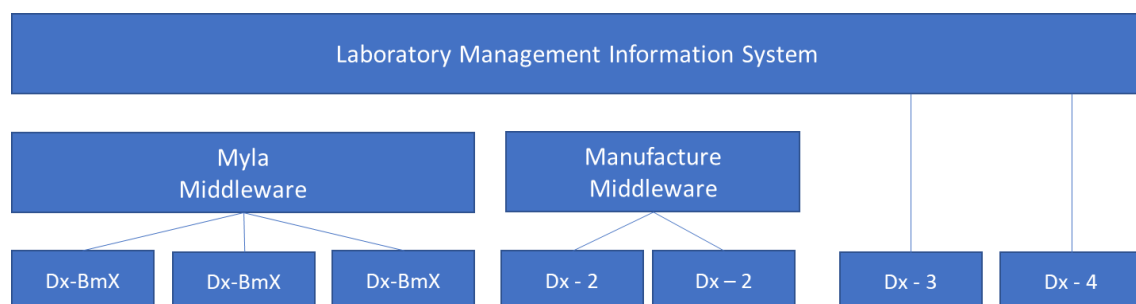 Laboratory Management Information System
Myla
Middleware
Manufacture
Middleware
Dx-BmX
Dx-BmX
Dx-BmX
Dx - 2
Dx – 2
Dx - 3
Dx - 4